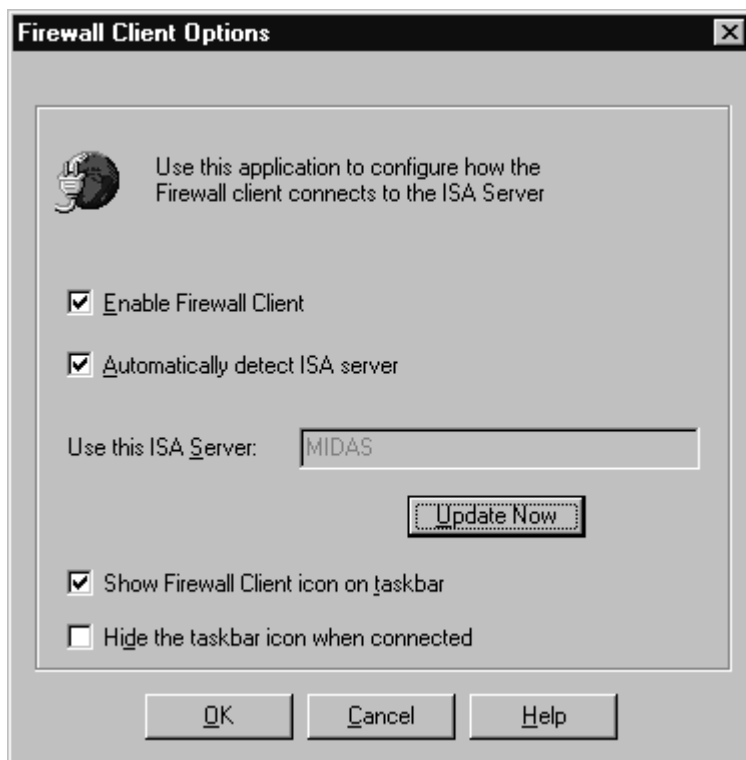 Firewall Client Options
Use this application to configure how the
Firewall client connects to the ISA Server
Enable Firewall Client
Automatically detect ISA server
Use this ISA Server: MIDAS
Update Now
Show Firewall Client icon on taskbar
Hide the taskbar icon when connected
OK Cancel Help